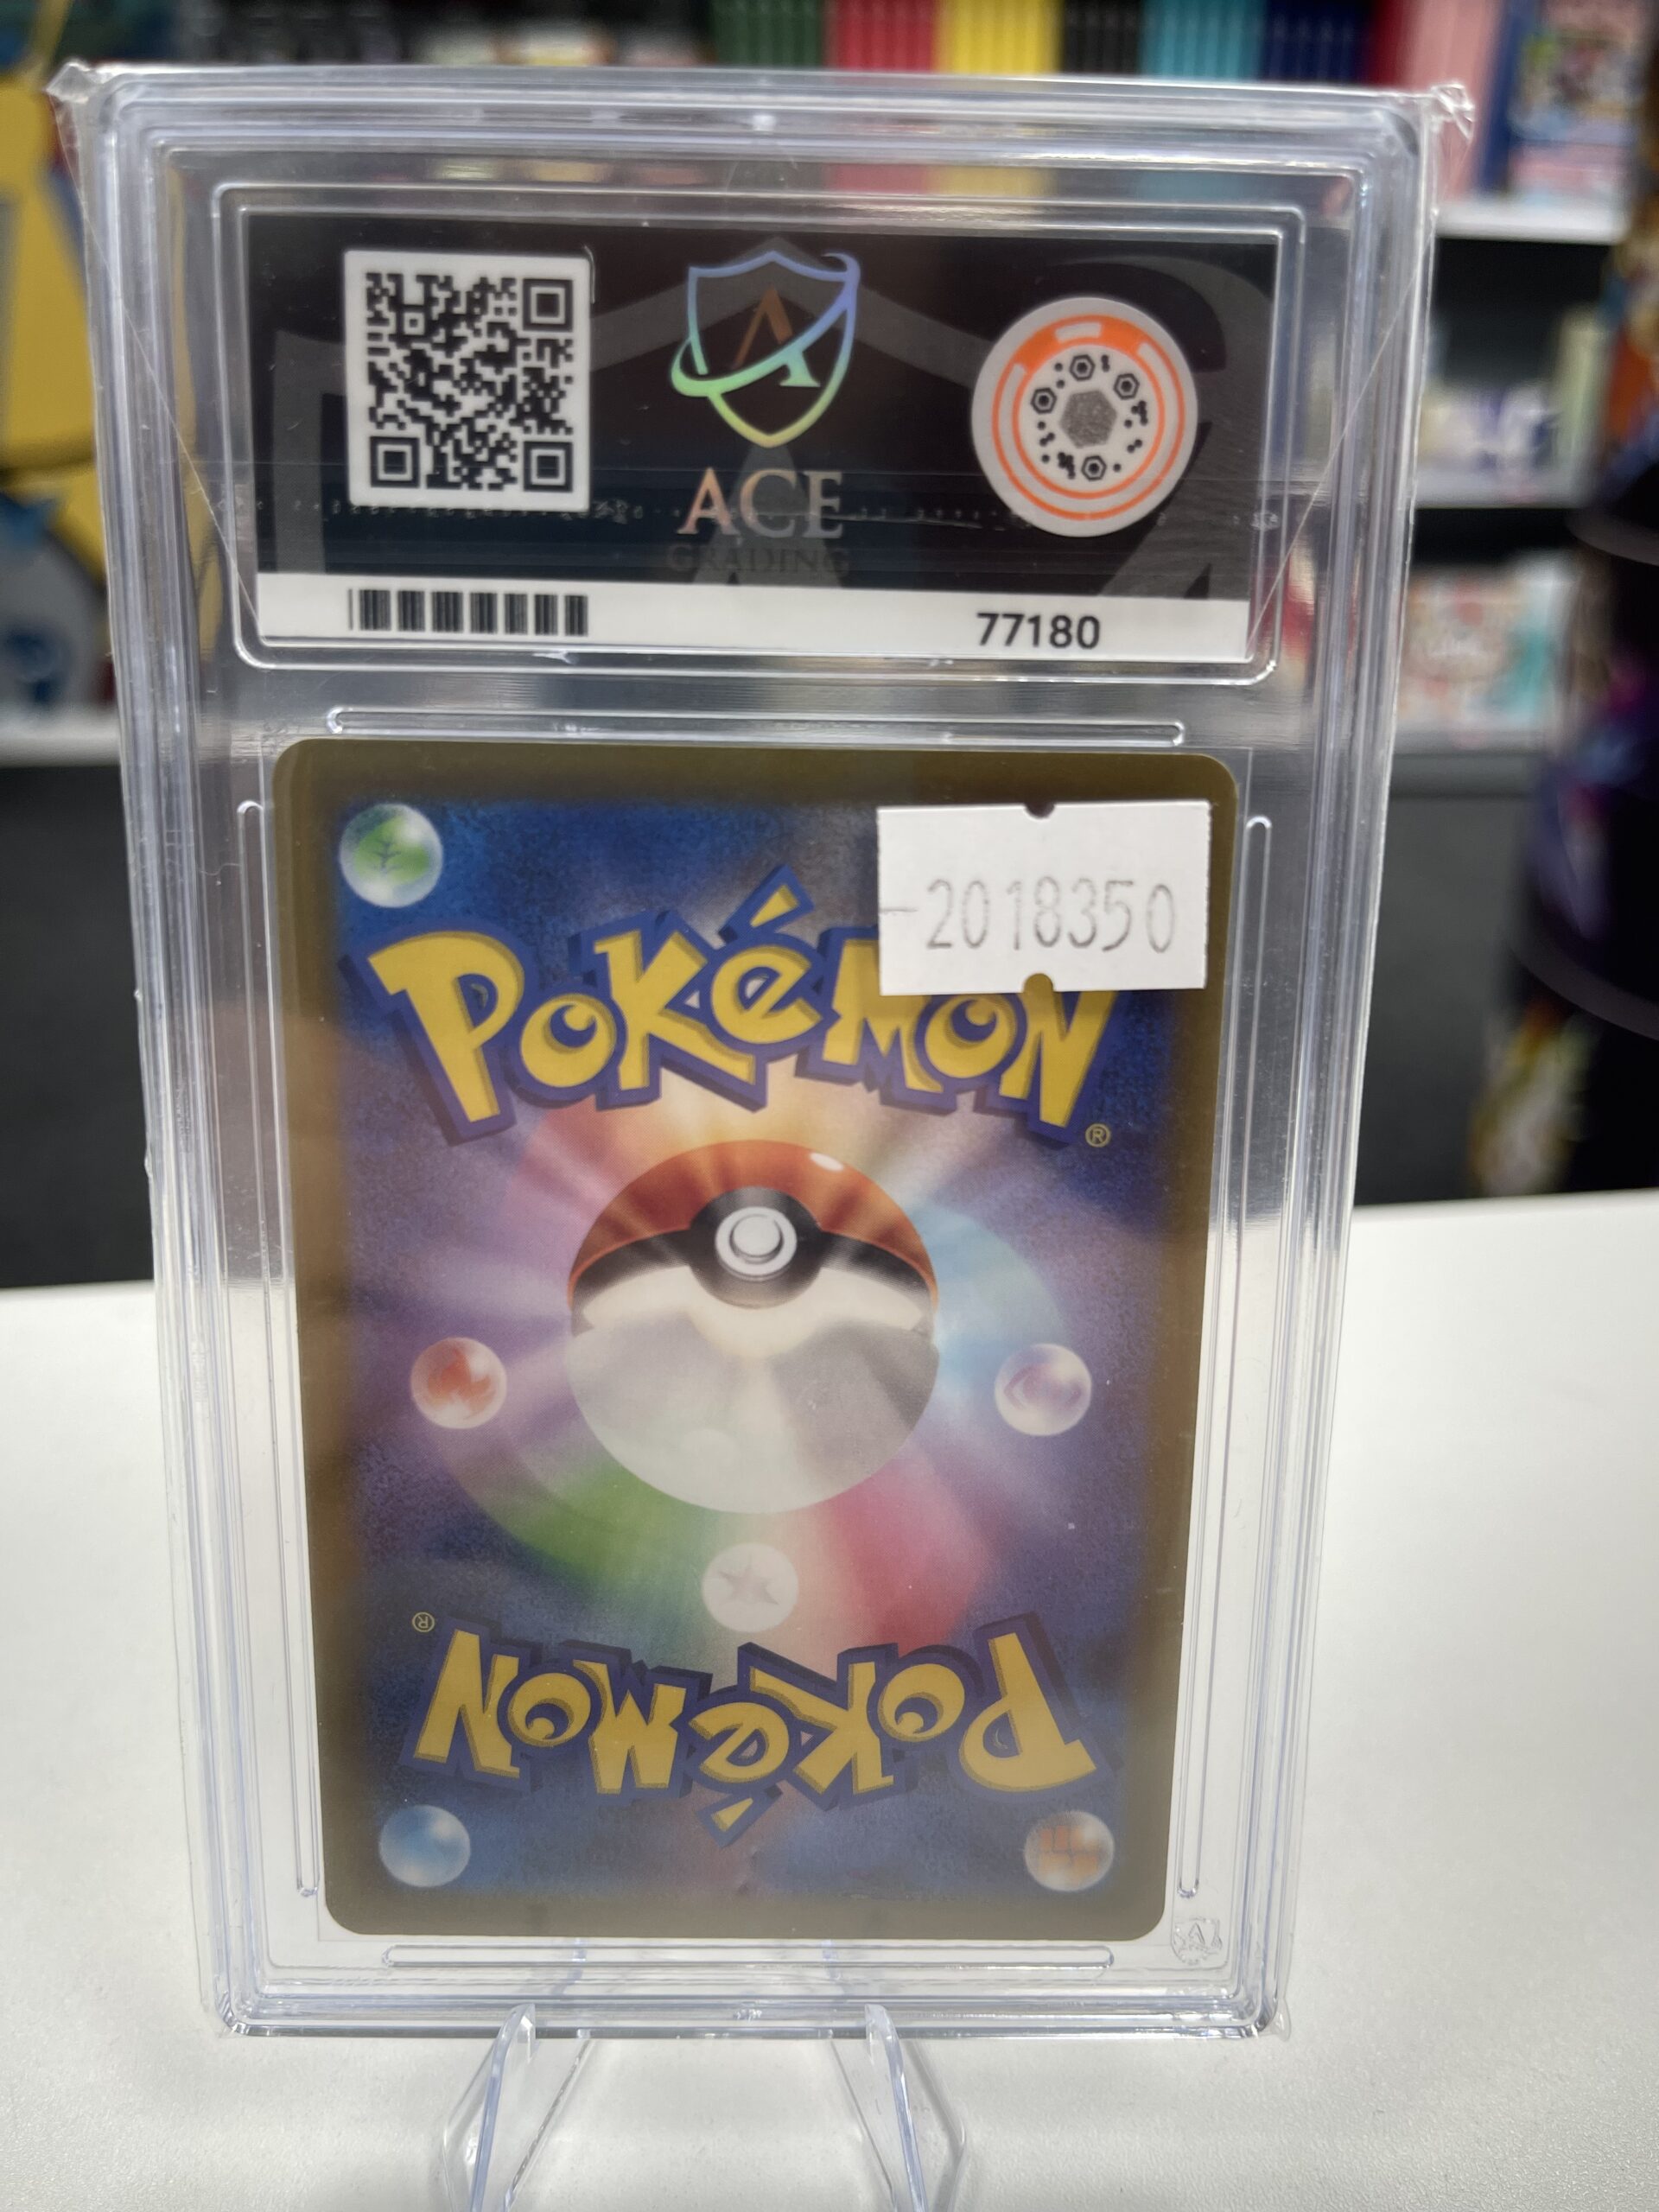 A
ACE
GRADING
77180
-2018350
POKéMON
®
®
POKéMON